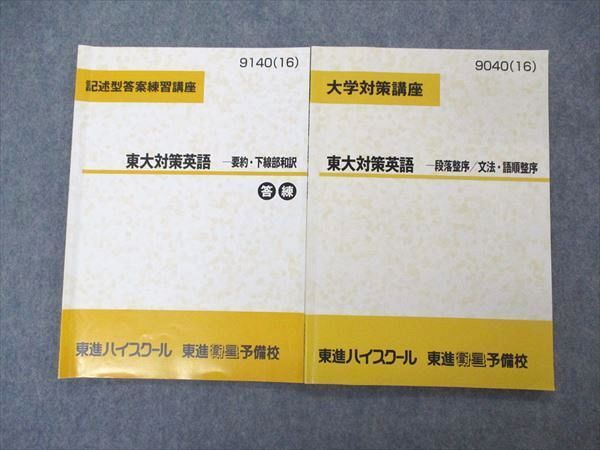 9140(16)
記述型答案練習講座
東大対策英語 ―要約・下線部和訳
答練
東進ハイスクール 東進衛星予備校
9040(16)
大学対策講座
東大対策英語 ―段落整序／文法・語順整序
東進ハイスクール 東進衛星予備校